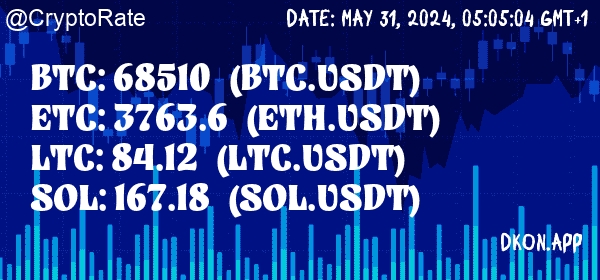 @CryptoRate
DATE: MAY 31, 2024, 05:05:04 GMT+1
BTC: 68510 (BTC.USDT)
ETC: 3763.6 (ETH.USDT)
LTC: 84.12 (LTC.USDT)
SOL: 167.18 (SOL.USDT)
DKON.APP